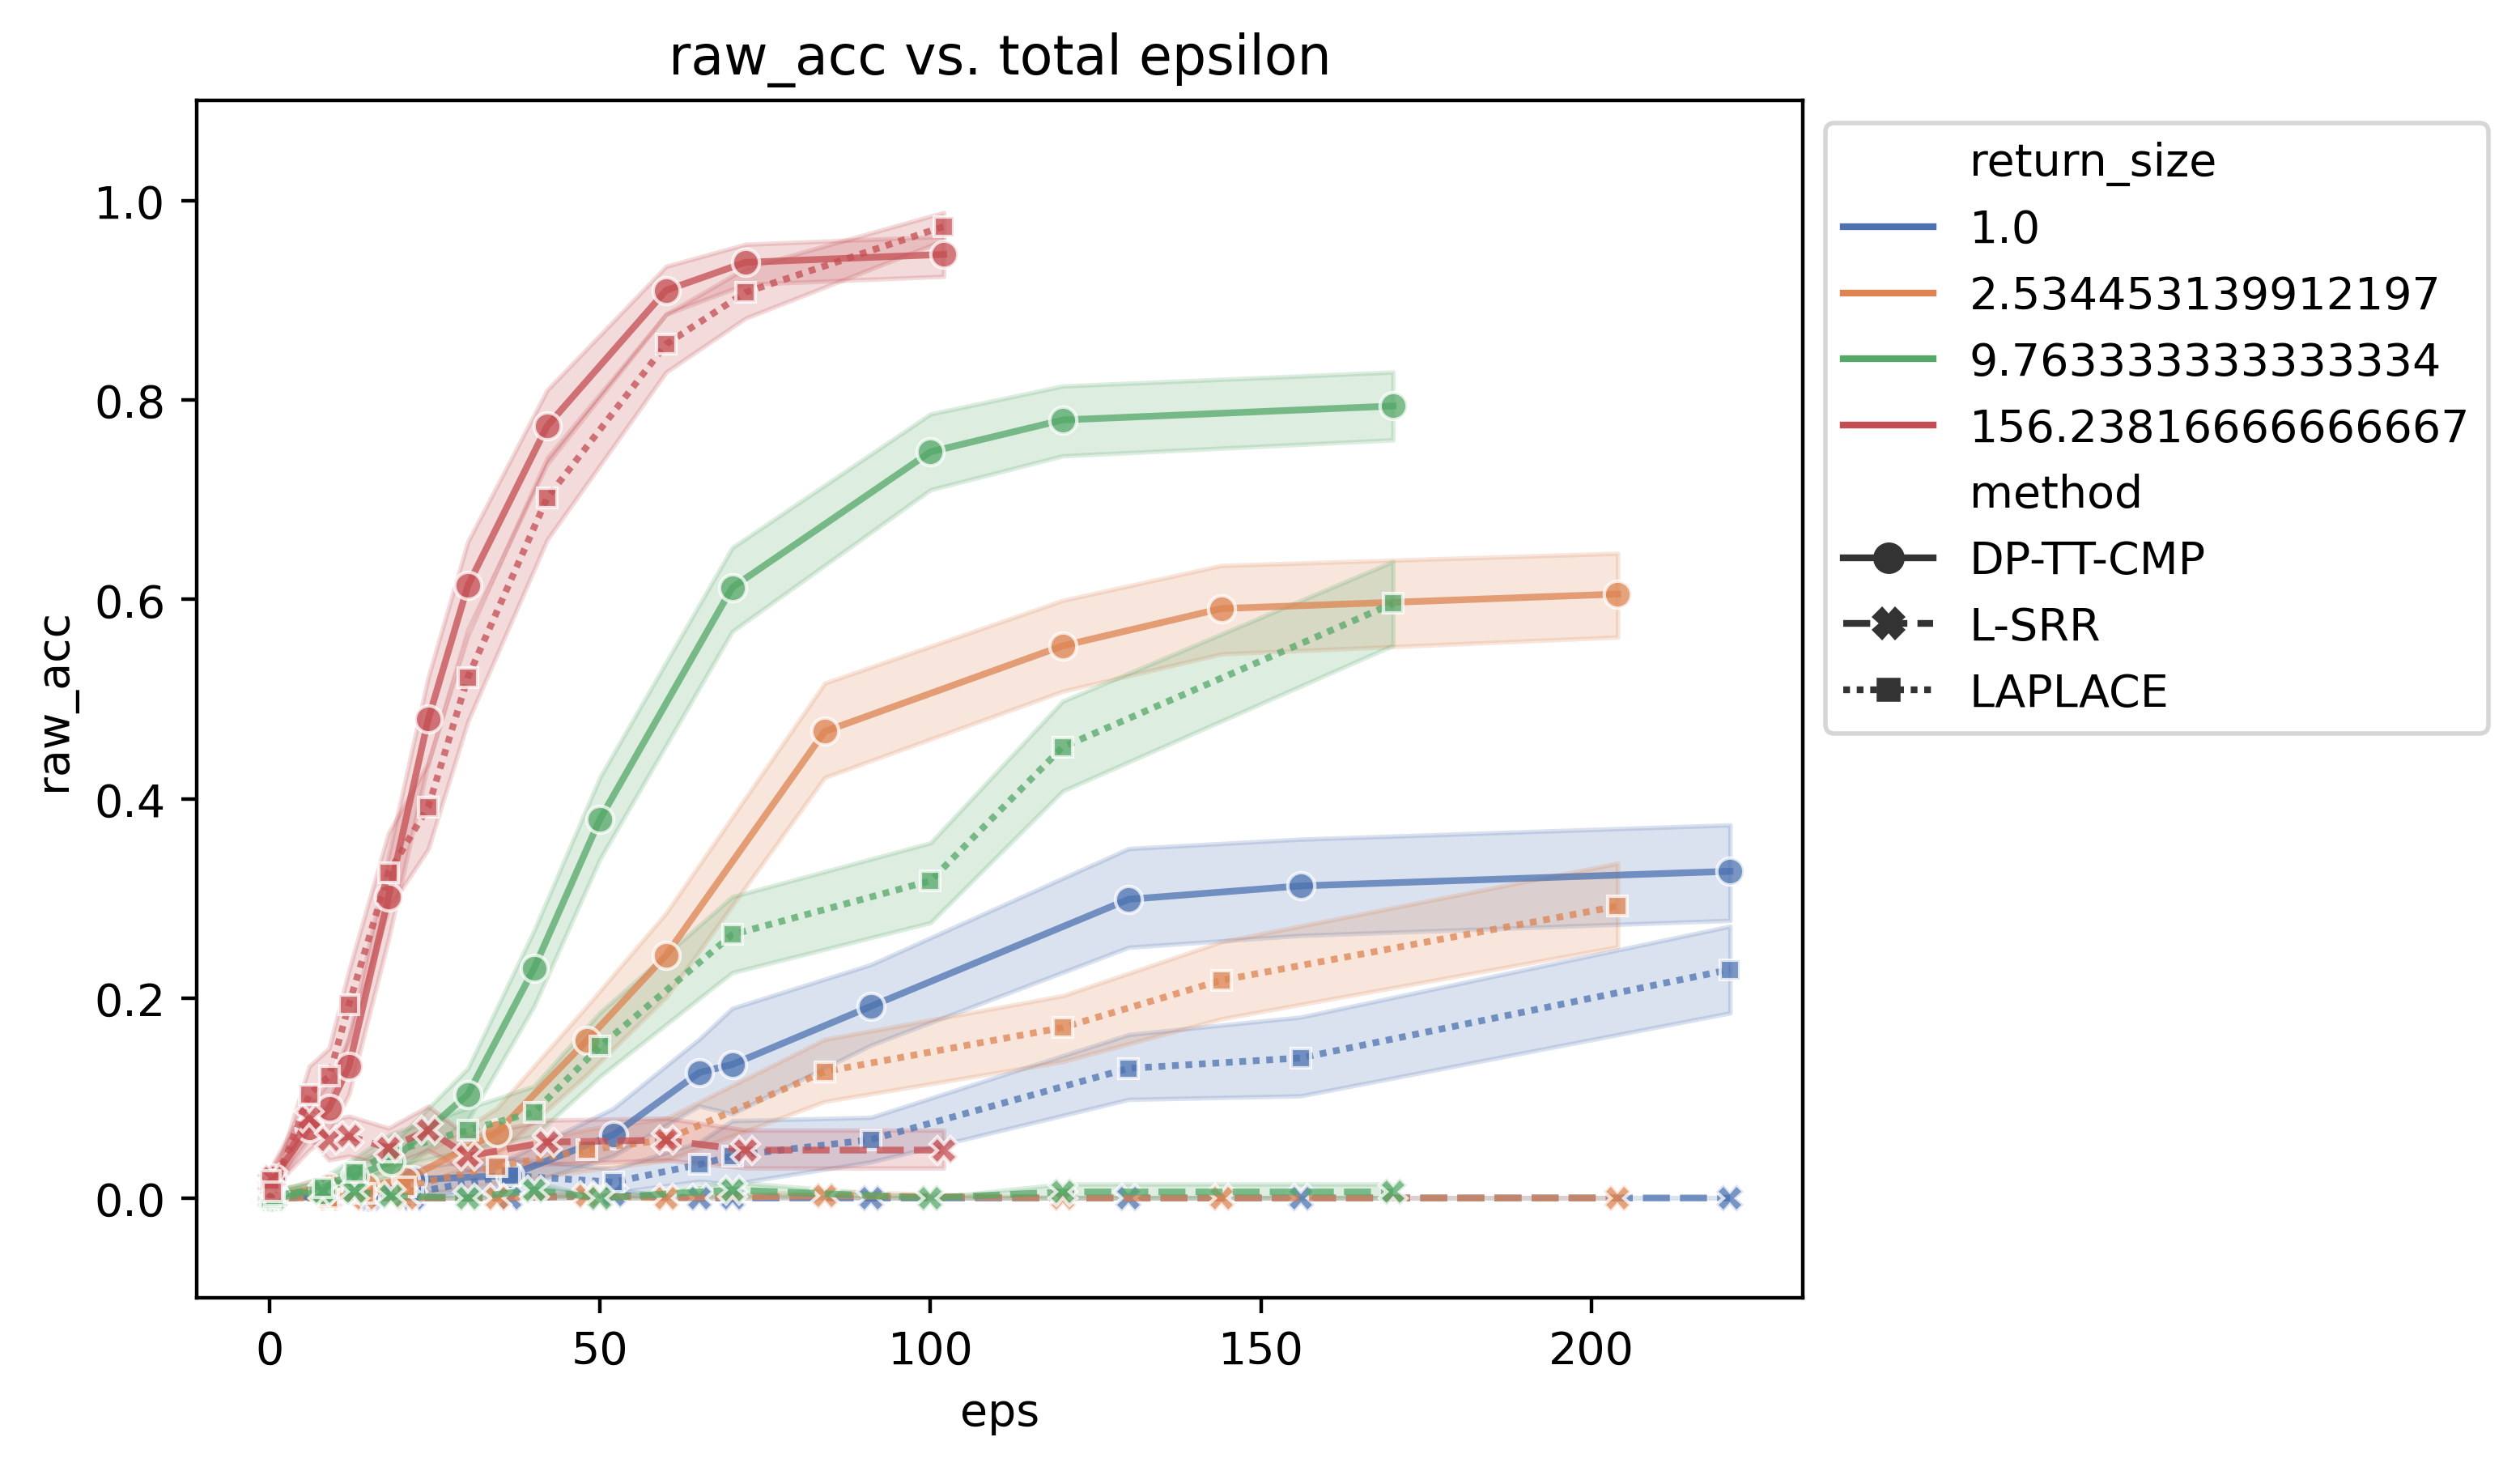 raw_acc vs. total epsilon
raw_acc
1.0
0.8
0.6
0.4
0.2
0.0
0 50 100 150 200
eps
return_size
1.0
2.534453139912197
9.763333333333334
156.23816666666667
method
DP-TT-CMP
L-SRR
LAPLACE